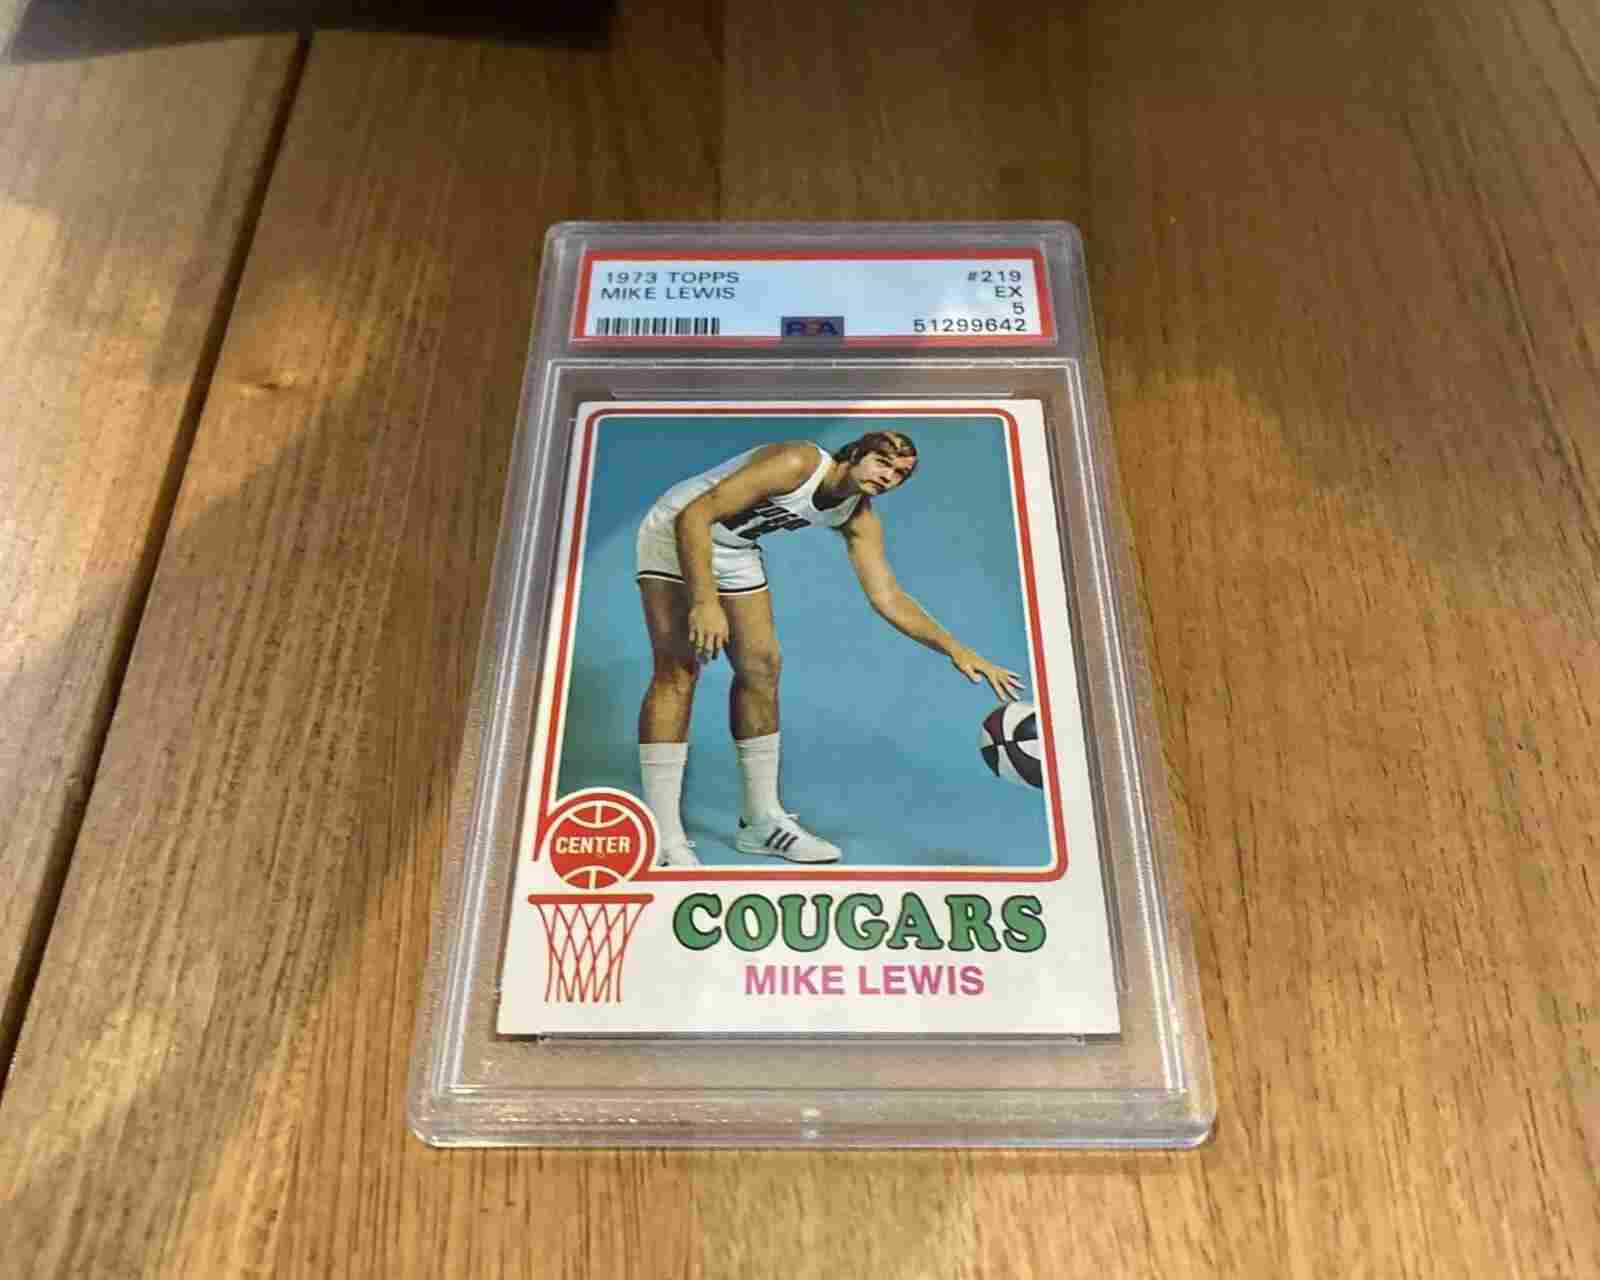 1973 TOPPS #219
MIKE LEWIS EX
5
PSA 51299642
CENTER
COUGARS
MIKE LEWIS